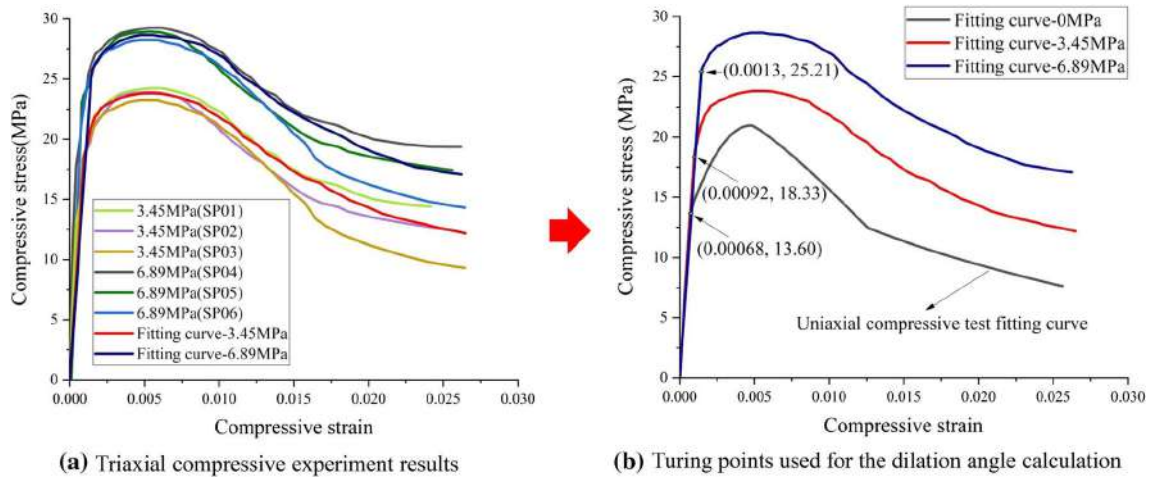 30
25
20
15
10
5
0
Compressive stress(MPa)
3.45MPa(SP01)
3.45MPa(SP02)
3.45MPa(SP03)
6.89MPa(SP04)
6.89MPa(SP05)
6.89MPa(SP06)
Fitting curve-3.45MPa
Fitting curve-6.89MPa
0.000 0.005 0.010 0.015 0.020 0.025 0.030
Compressive strain
(a) Triaxial compressive experiment results
30
25
20
15
10
5
0
Compressive stress (MPa)
Fitting curve-0MPa
Fitting curve-3.45MPa
Fitting curve-6.89MPa
(0.0013, 25.21)
(0.00092, 18.33)
(0.00068, 13.60)
Uniaxial compressive test fitting curve
0.000 0.005 0.010 0.015 0.020 0.025 0.030
Compressive strain
(b) Turing points used for the dilation angle calculation